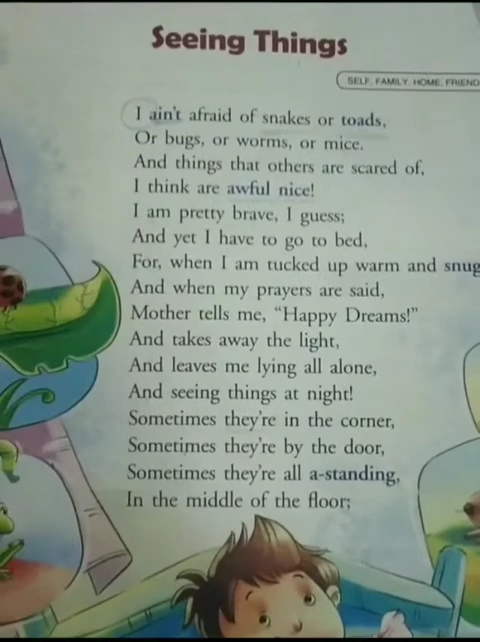 Seeing Things
SELF, FAMILY, HOME, FRIEND
I ain't afraid of snakes or toads,
Or bugs, or worms, or mice.
And things that others are scared of,
I think are awful nice!
I am pretty brave, I guess;
And yet I have to go to bed,
For, when I am tucked up warm and snug
And when my prayers are said,
Mother tells me, “Happy Dreams!”
And takes away the light,
And leaves me lying all alone,
And seeing things at night!
Sometimes they're in the corner,
Sometimes they're by the door,
Sometimes they're all a-standing,
In the middle of the floor;